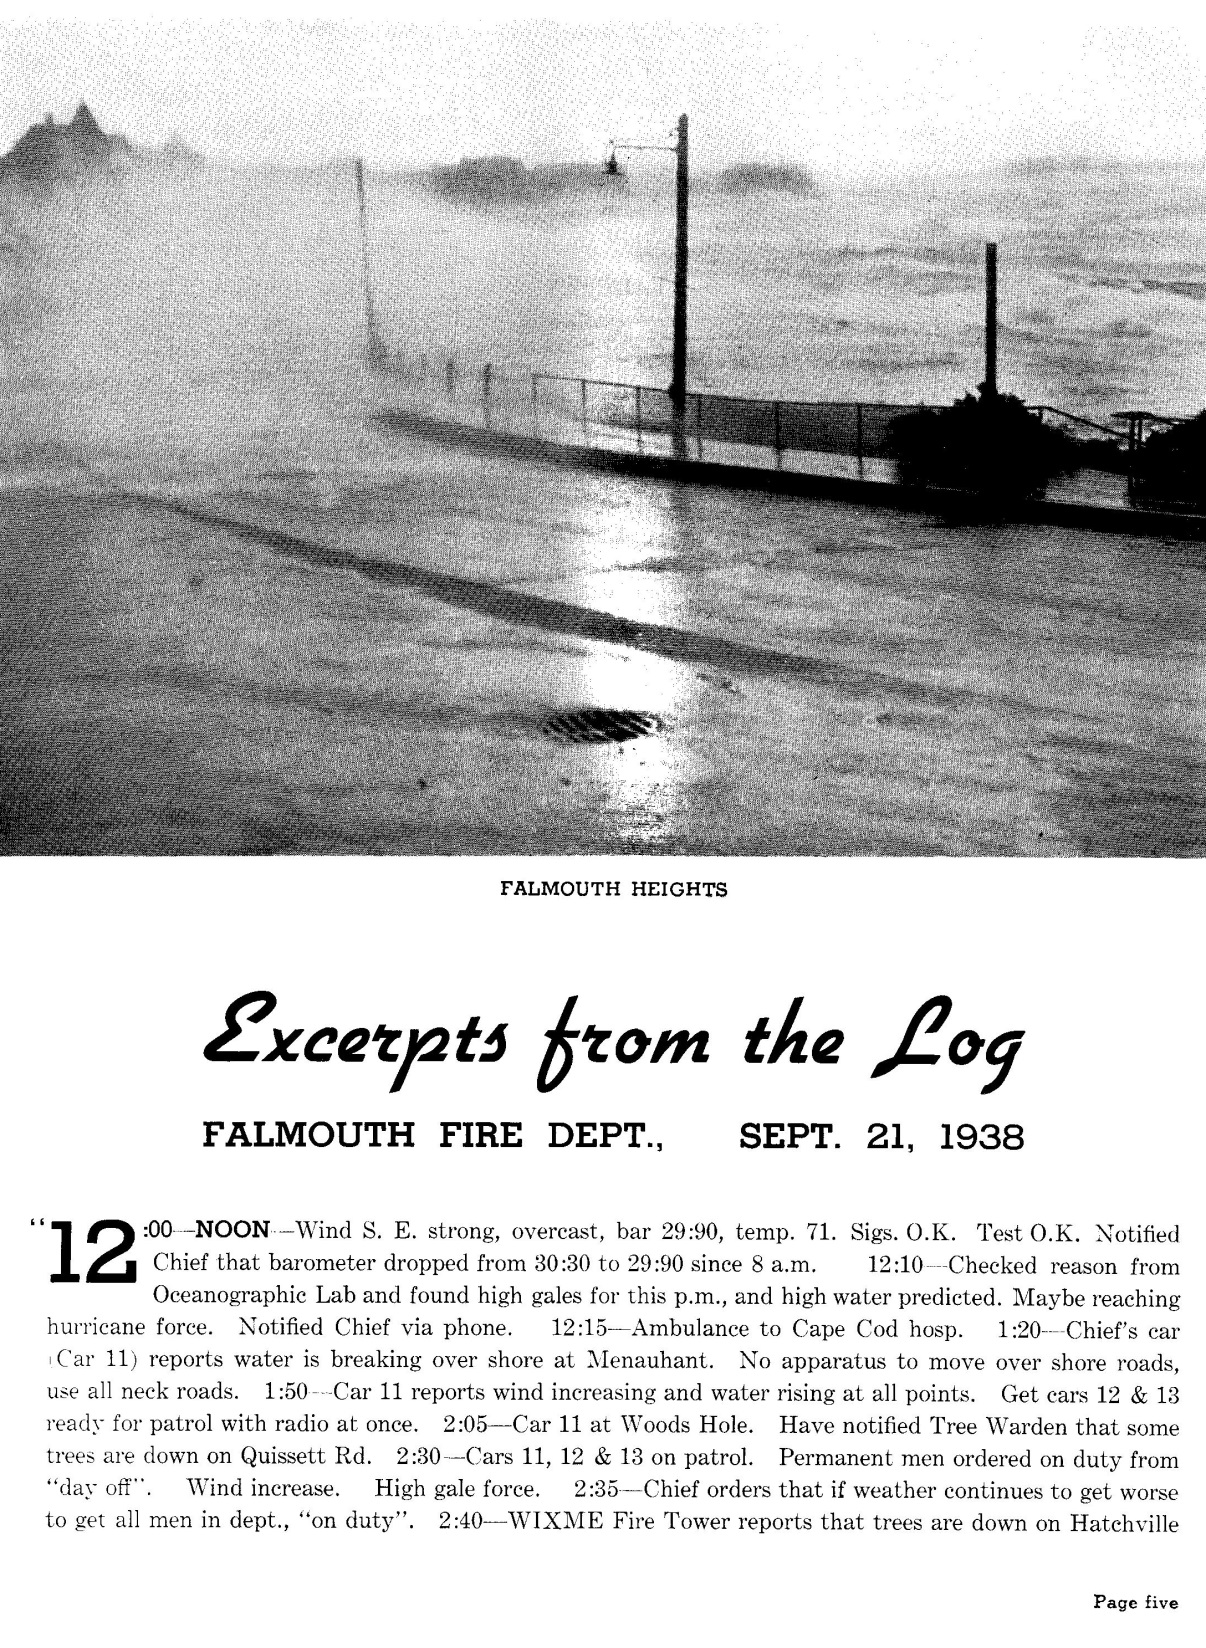 FALMOUTH HEIGHTS
Excerpts from the Log
FALMOUTH FIRE DEPT., SEPT. 21, 1938
"12:00—NOON—Wind S. E. strong, overcast, bar 29:90, temp. 71. Sigs. O.K. Test O.K. Notified
Chief that barometer dropped from 30:30 to 29:90 since 8 a.m. 12:10—Checked reason from
Oceanographic Lab and found high gales for this p.m., and high water predicted. Maybe reaching
hurricane force. Notified Chief via phone. 12:15—Ambulance to Cape Cod hosp. 1:20—Chief's car
(Car 11) reports water is breaking over shore at Menauhant. No apparatus to move over shore roads,
use all neck roads. 1:50—Car 11 reports wind increasing and water rising at all points. Get cars 12 & 13
ready for patrol with radio at once. 2:05—Car 11 at Woods Hole. Have notified Tree Warden that some
trees are down on Quissett Rd. 2:30—Cars 11, 12 & 13 on patrol. Permanent men ordered on duty from
"day off". Wind increase. High gale force. 2:35—Chief orders that if weather continues to get worse
to get all men in dept., "on duty". 2:40—WIXME Fire Tower reports that trees are down on Hatchville
Page five